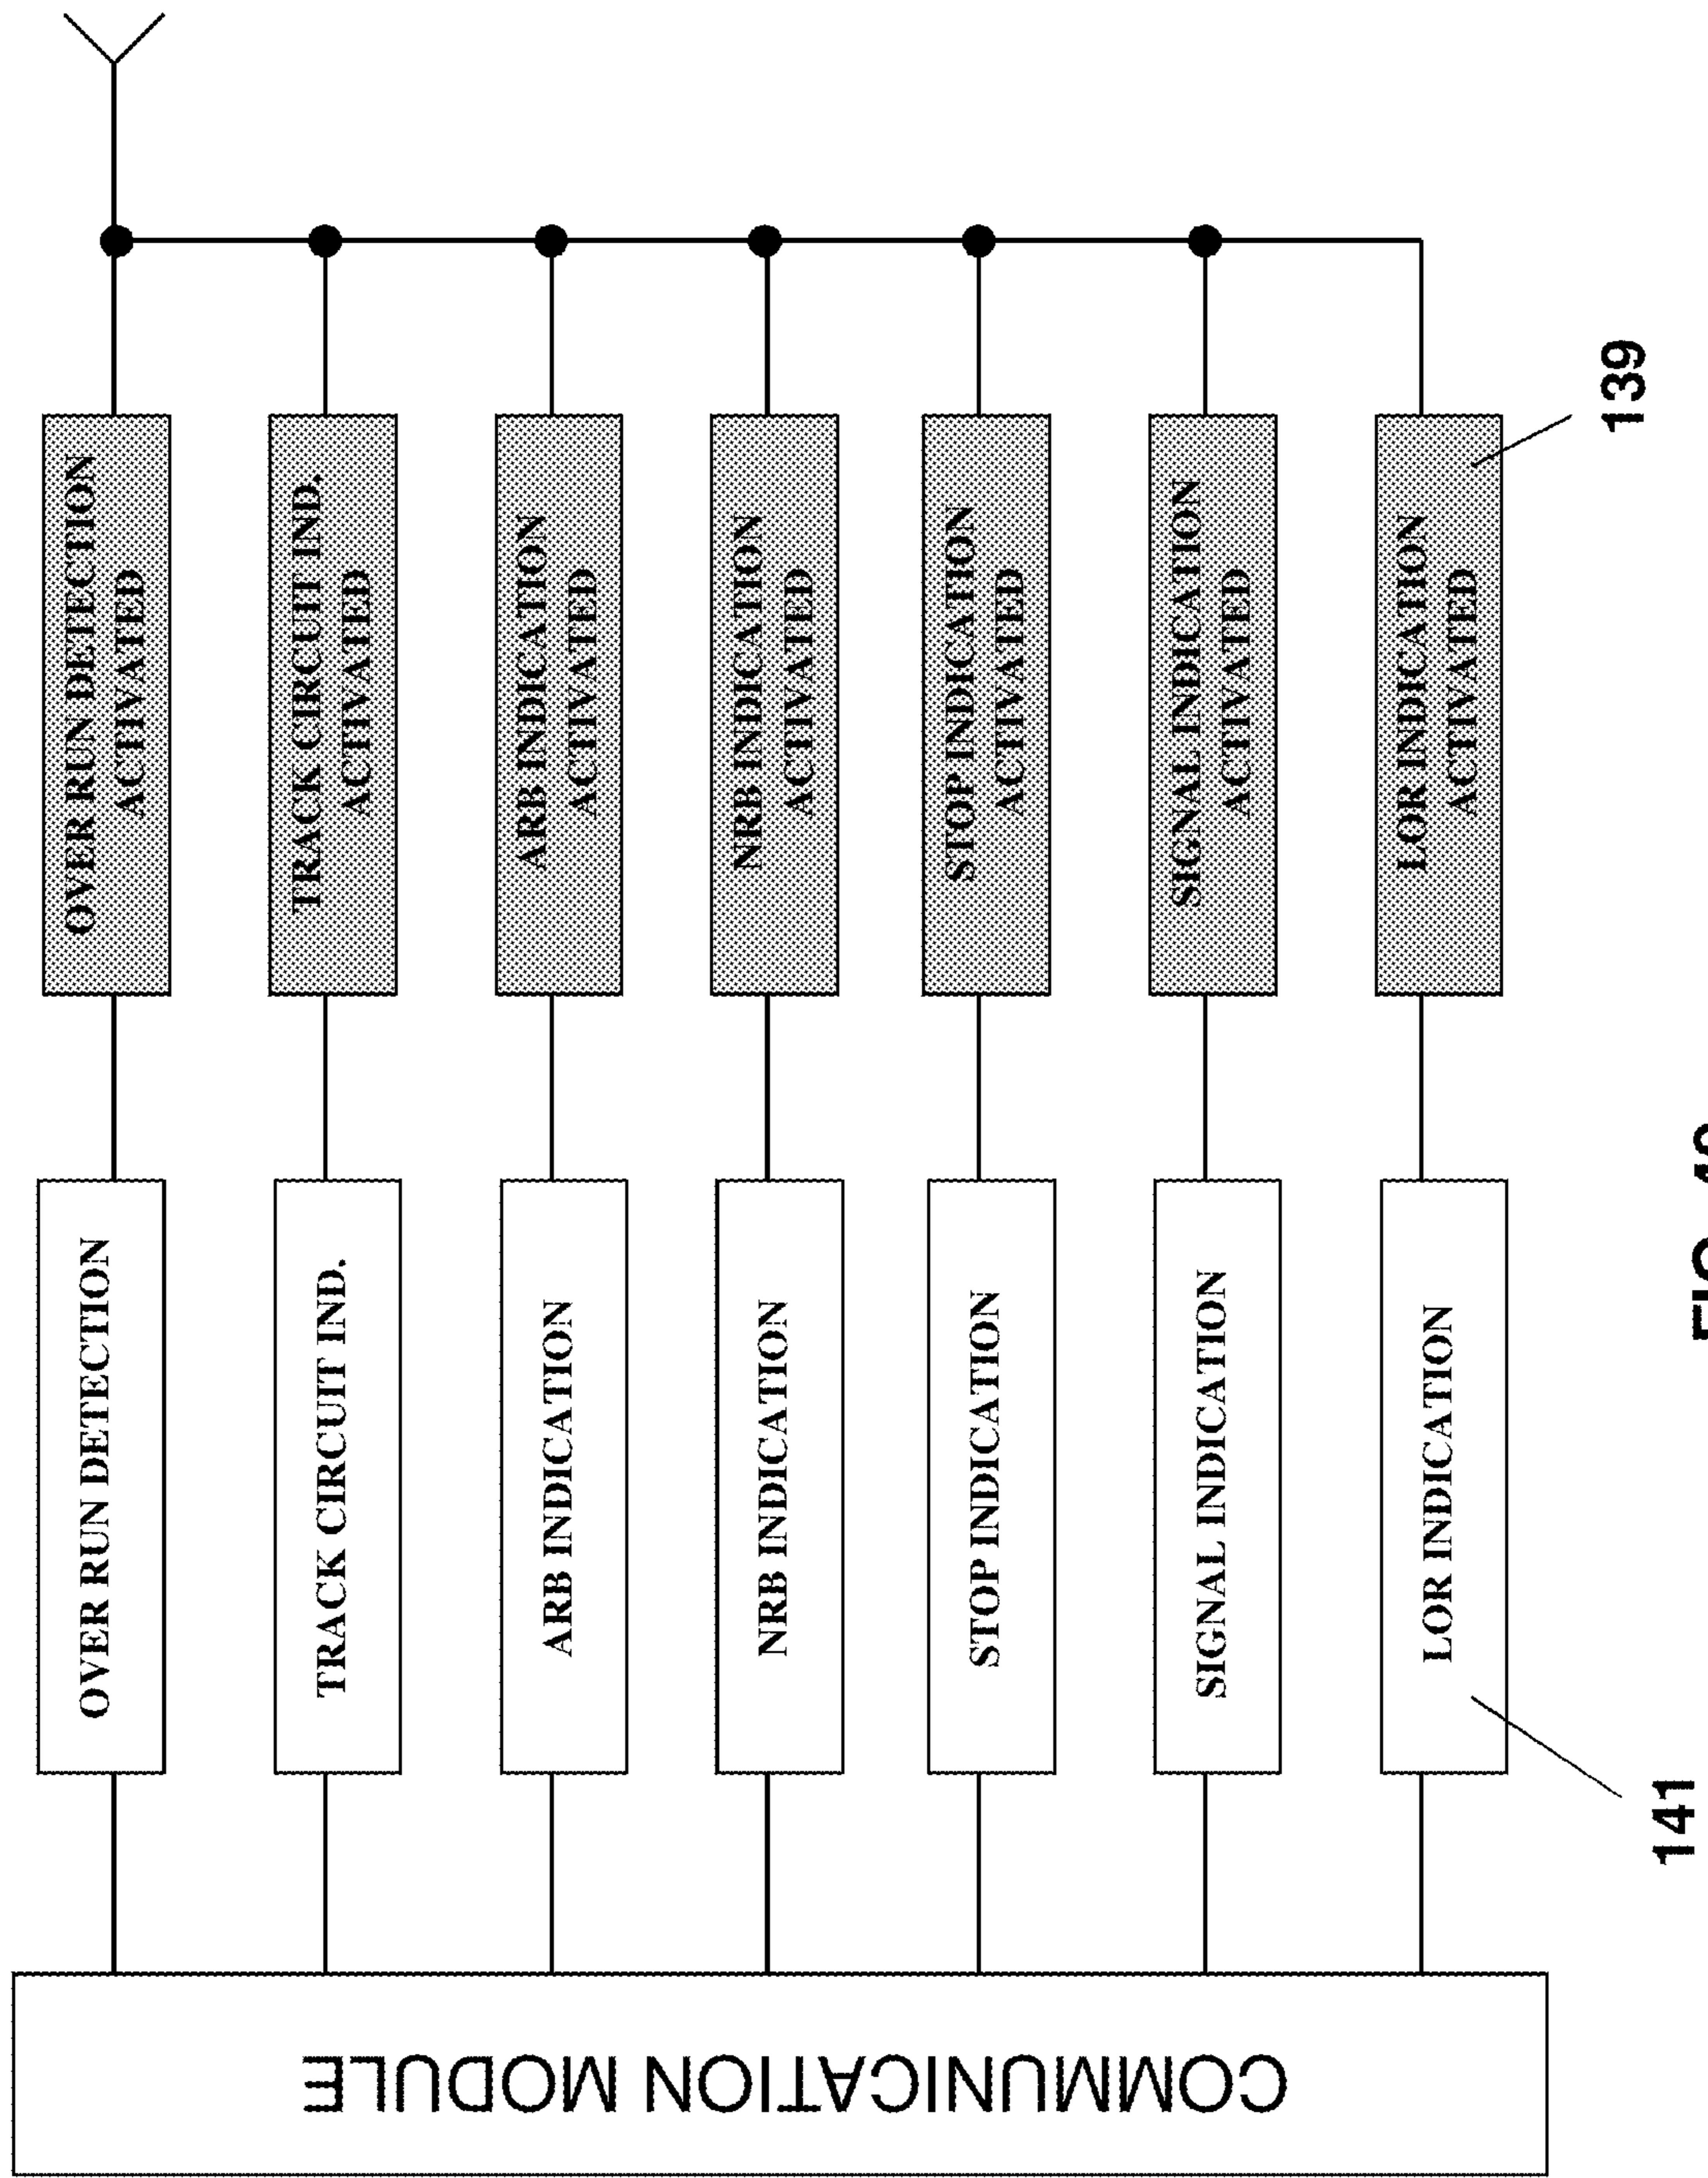 COMMUNICATION MODULE
OVER RUN DETECTION
OVER RUN DETECTION
ACTIVATED
TRACK CIRCUIT IND.
TRACK CIRCUIT IND.
ACTIVATED
ARB INDICATION
ARB INDICATION
ACTIVATED
NRB INDICATION
NRB INDICATION
ACTIVATED
STOP INDICATION
STOP INDICATION
ACTIVATED
SIGNAL INDICATION
SIGNAL INDICATION
ACTIVATED
LOR INDICATION
LOR INDICATION
ACTIVATED
141
139